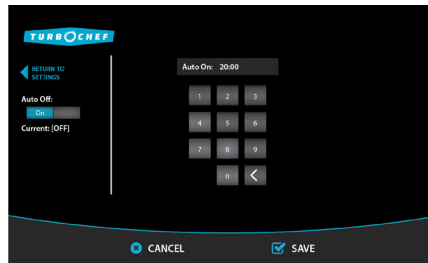 TURBOCHEF
RETURN TO
SETTINGS
Auto Off:
On
Current: [OFF]
Auto On: 20:00
1 2 3
4 5 6
7 8 9
0
CANCEL
SAVE